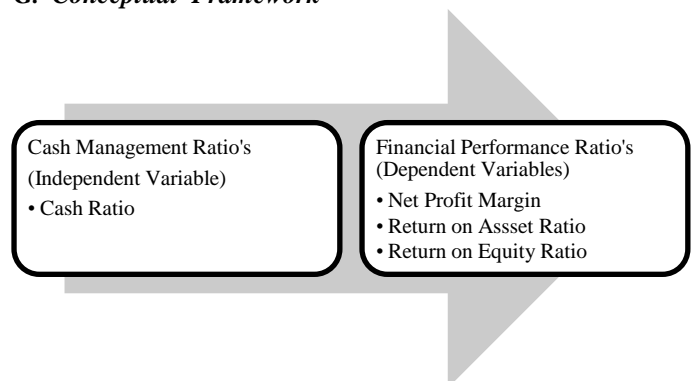 G. Conceptual Framework
Cash Management Ratio's
(Independent Variable)
• Cash Ratio
Financial Performance Ratio's
(Dependent Variables)
• Net Profit Margin
• Return on Assset Ratio
• Return on Equity Ratio